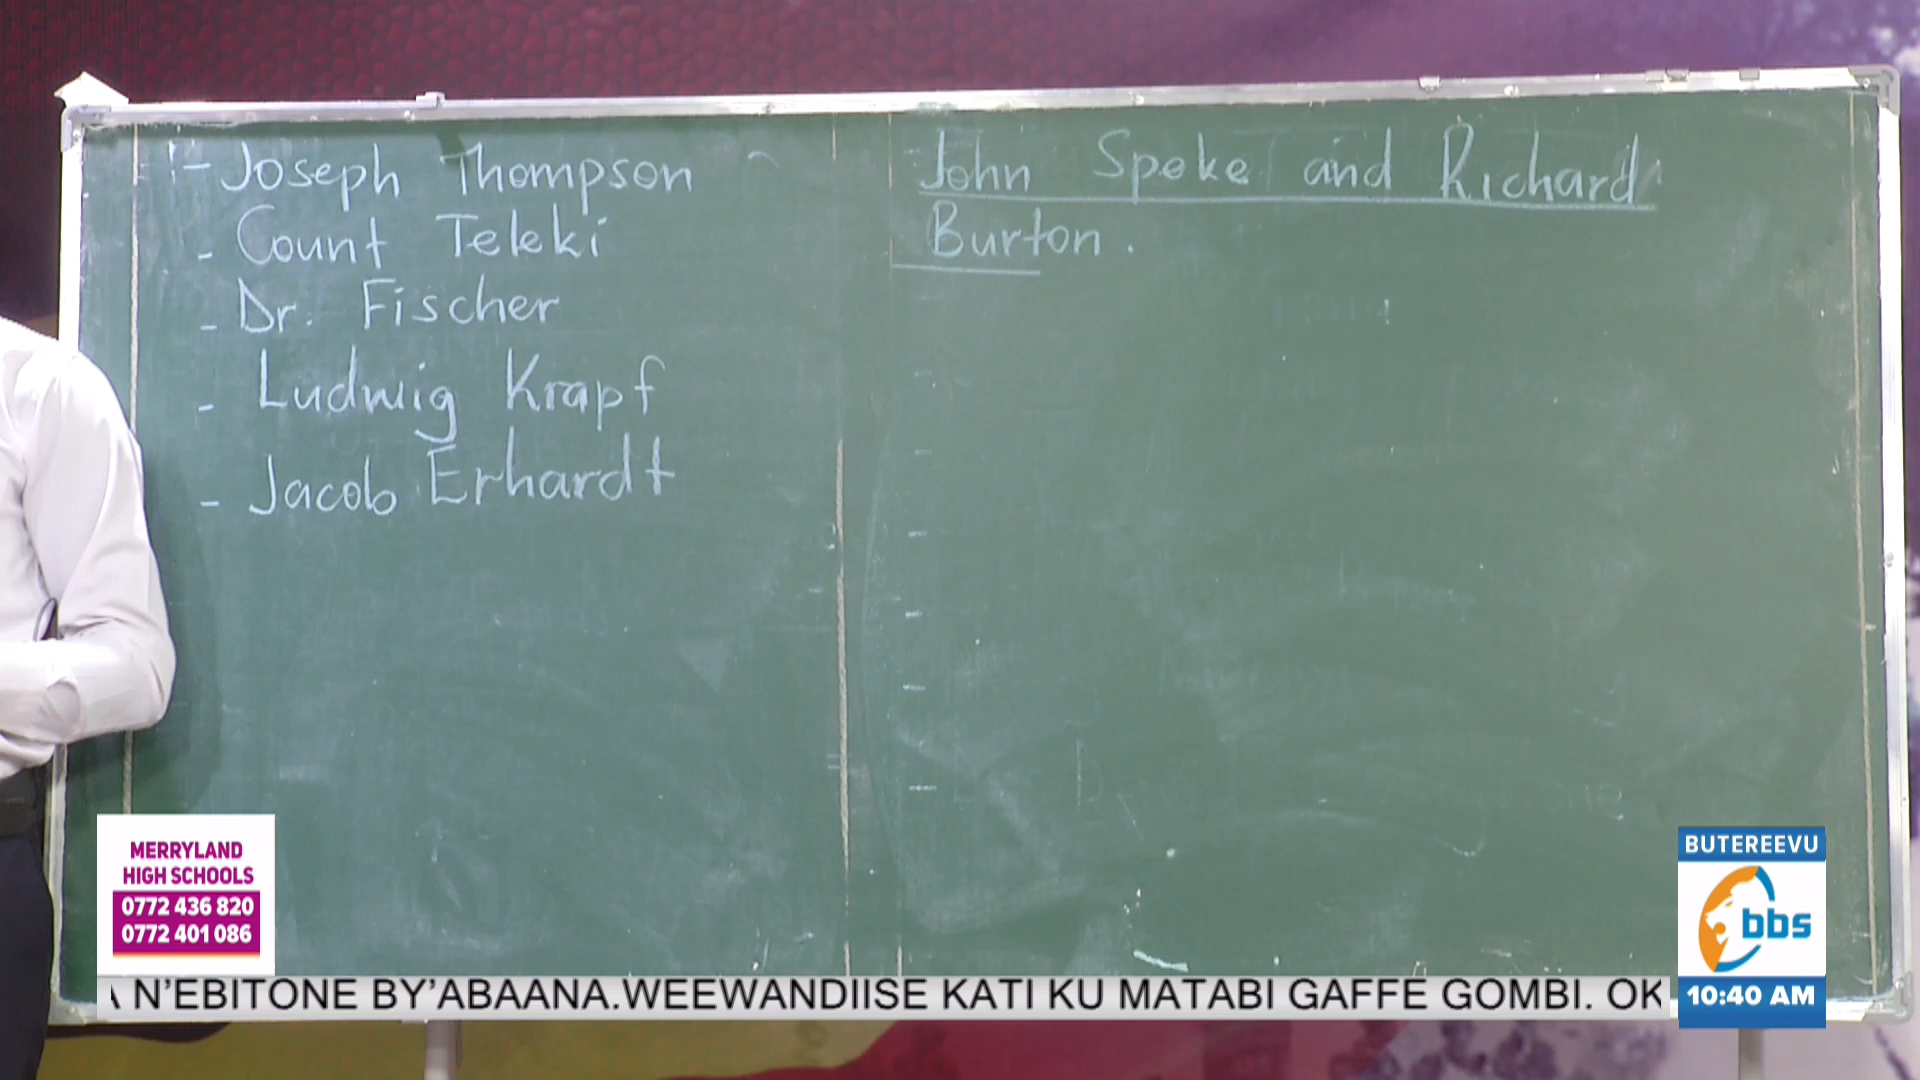 - Joseph Thompson
- Count Teleki
- Dr. Fischer
- Ludwig Krapf
- Jacob Erhardt
John Speke and Richard
Burton.
MERRYLAND
HIGH SCHOOLS
0772 436 820
0772 401 086
BUTEREEVU
bbs
10:40 AM
N'EBITONE BY'ABAANA.WEEWANDIISE KATI KU MATABI GAFFE GOMBI. OK